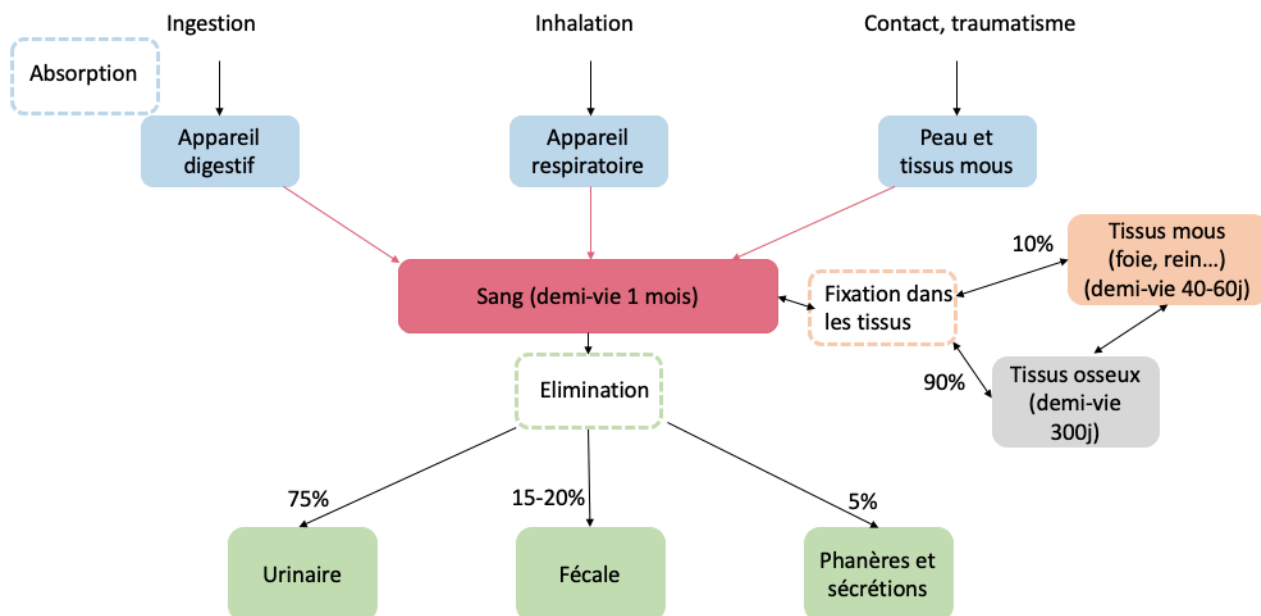 Ingestion
Inhalation
Contact, traumatisme
Absorption
Appareil
digestif
Appareil
respiratoire
Peau et
tissus mous
Sang (demi-vie 1 mois)
Fixation dans
les tissus
10%
Tissus mous
(foie, rein...)
(demi-vie 40-60j)
90%
Tissus osseux
(demi-vie
300j)
Elimination
75%
15-20%
5%
Urinaire
Fécale
Phanères et
sécrétions